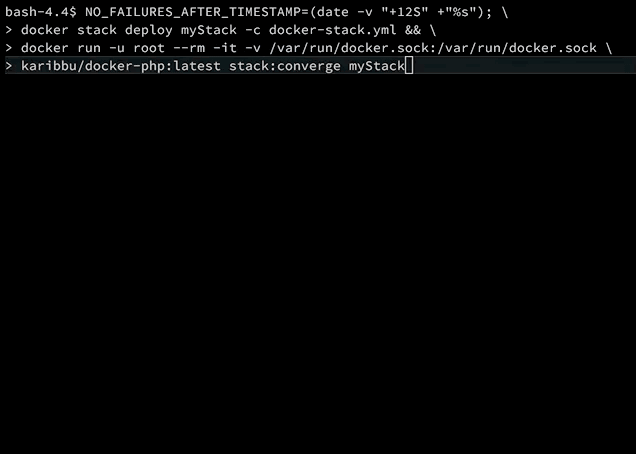 bash-4.4$ NO_FAILURES_AFTER_TIMESTAMP=(date -v "+12S" +"%s"); \
> docker stack deploy myStack -c docker-stack.yml && \
> docker run -u root --rm -it -v /var/run/docker.sock:/var/run/docker.sock \
> karibbu/docker-php:latest stack:converge myStack